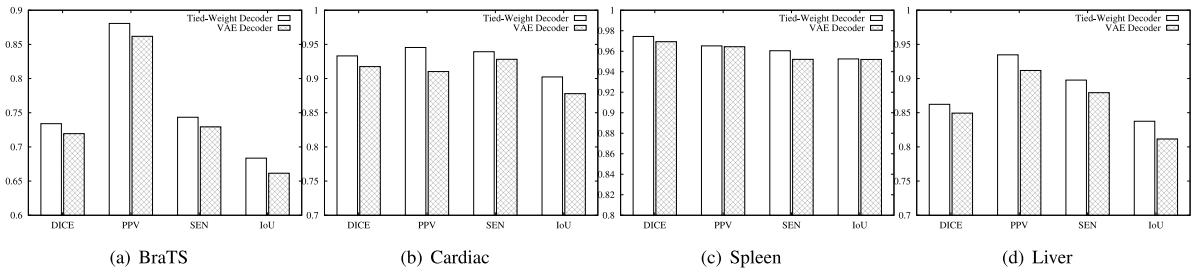 0.9
0.85
0.8
0.75
0.7
0.65
0.6
DICE PPV SEN IoU
Tied-Weight Decoder
VAE Decoder
(a) BraTS
1
0.95
0.9
0.85
0.8
0.75
0.7
DICE PPV SEN IoU
Tied-Weight Decoder
VAE Decoder
(b) Cardiac
1
0.98
0.96
0.94
0.92
0.9
0.88
0.86
0.84
0.82
0.8
DICE PPV SEN IoU
Tied-Weight Decoder
VAE Decoder
(c) Spleen
1
0.95
0.9
0.85
0.8
0.75
0.7
DICE PPV SEN IoU
Tied-Weight Decoder
VAE Decoder
(d) Liver